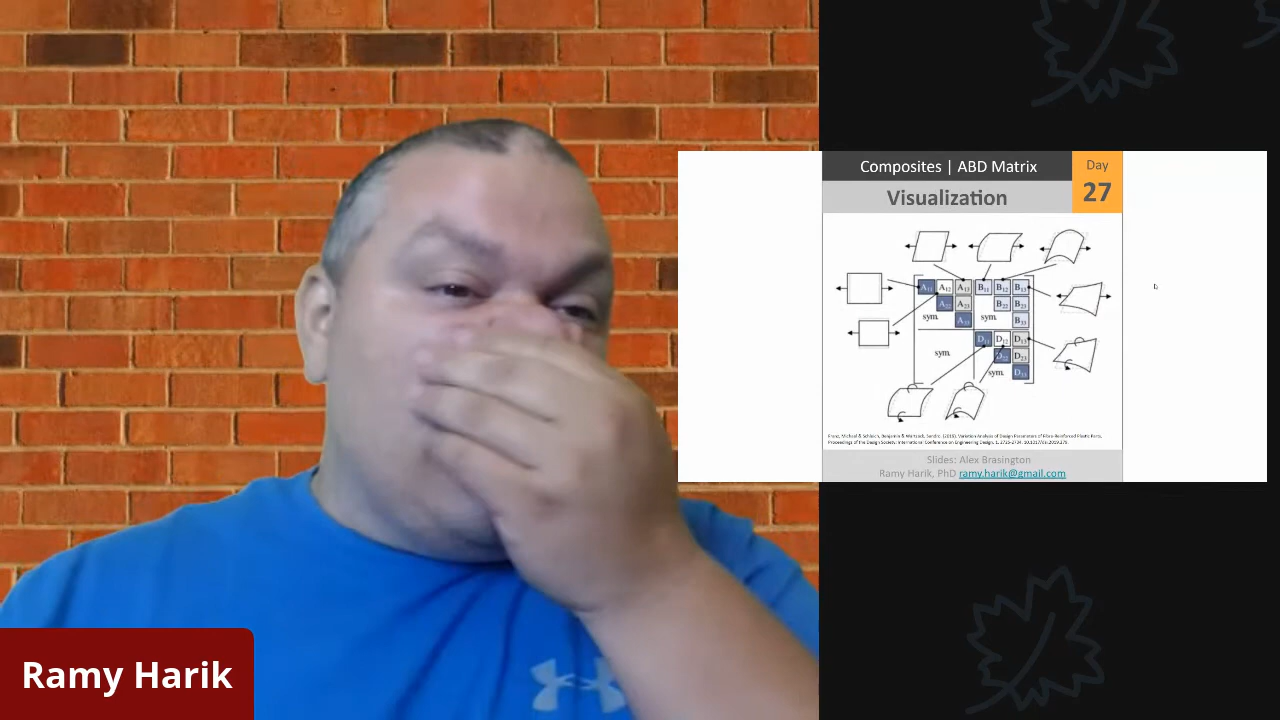 Composites | ABD Matrix
Day
27
Visualization
A11 A12 A13 B11 B12 B13
A22 A23 B22 B23
sym. A33 sym. B33
D11 D12 D13
sym. D22 D23
sym. D33
Slides: Alex Brasington
Ramy Harik, PhD ramy.harik@gmail.com
Ramy Harik